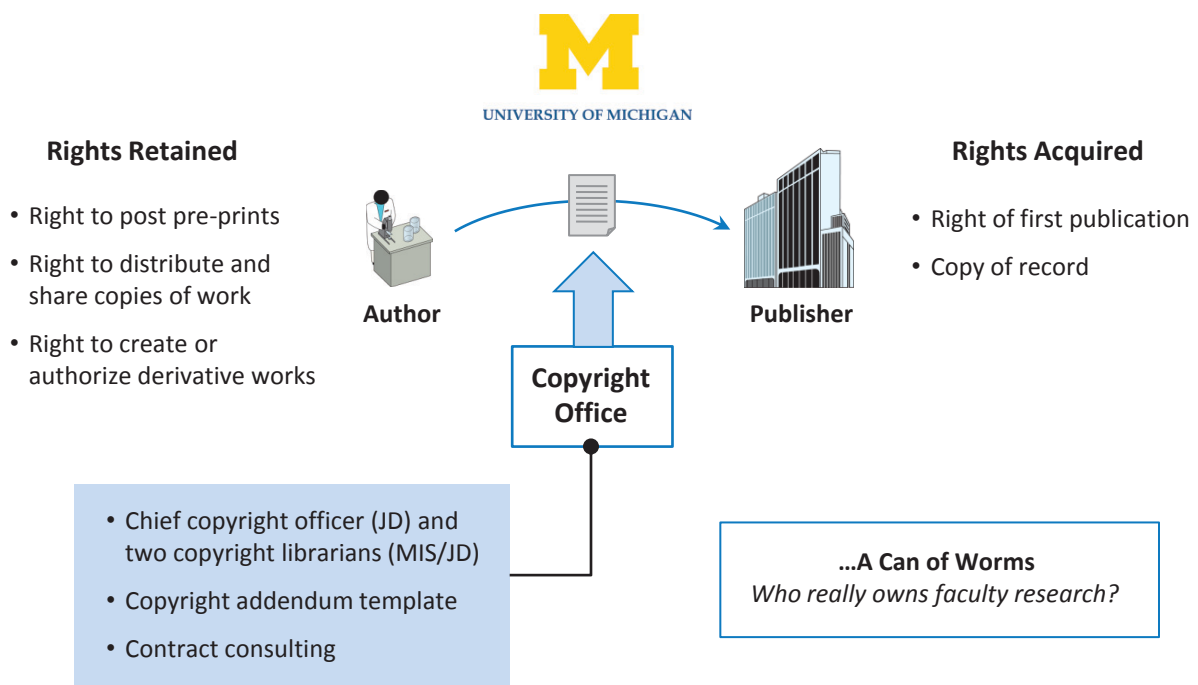 M
UNIVERSITY OF MICHIGAN
Rights Retained
• Right to post pre-prints
• Right to distribute and
share copies of work
• Right to create or
authorize derivative works
Author
Publisher
Rights Acquired
• Right of first publication
• Copy of record
Copyright
Office
• Chief copyright officer (JD) and
two copyright librarians (MIS/JD)
• Copyright addendum template
• Contract consulting
...A Can of Worms
Who really owns faculty research?